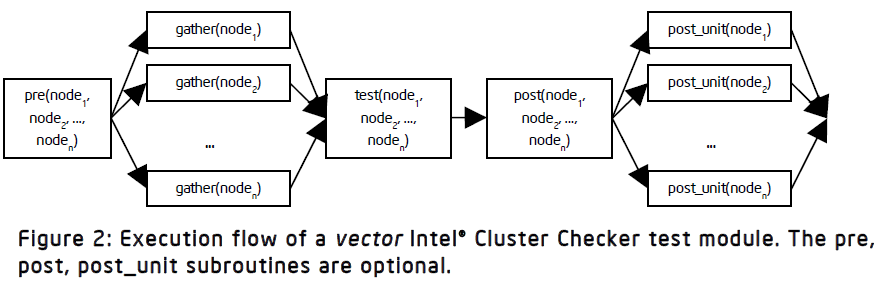 gather(node1)
gather(node2)
...
gather(noden)
pre(node1,
node2, ...,
noden)
test(node1,
node2, ...,
noden)
post(node1,
node2, ...,
noden)
post_unit(node1)
post_unit(node2)
...
post_unit(noden)
Figure 2: Execution flow of a vector Intel® Cluster Checker test module. The pre,
post, post_unit subroutines are optional.